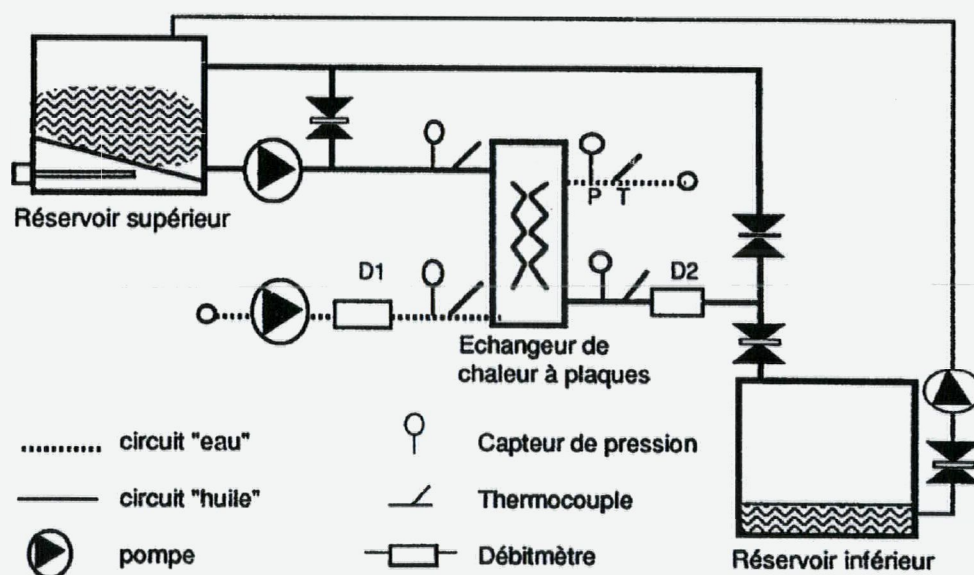 Réservoir supérieur
P T
D1
D2
Echangeur de
chaleur à plaques
circuit "eau"
Capteur de pression
circuit "huile"
Thermocouple
pompe
Débitmètre
Réservoir inférieur